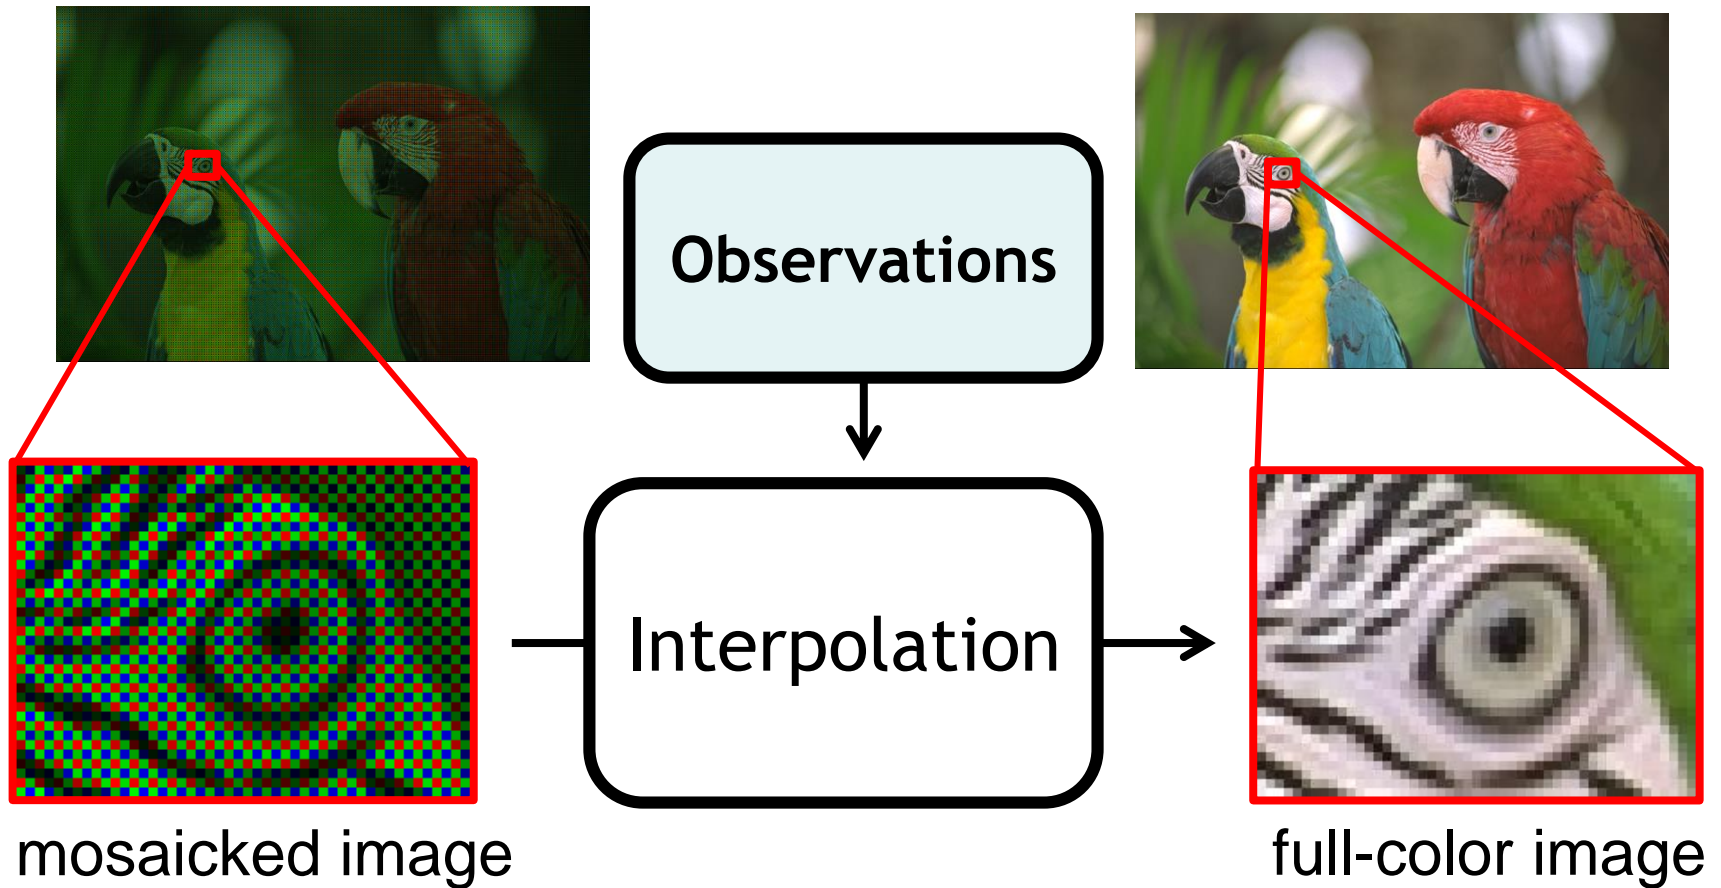 Observations
Interpolation
mosaicked image
full-color image